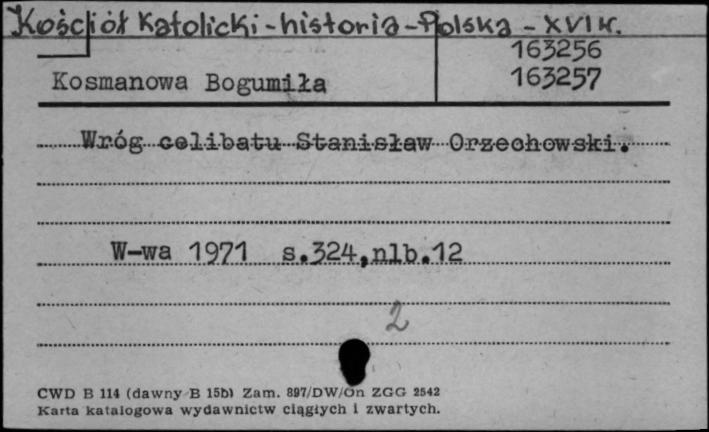 Kościół Katolicki-historia-Polska - XVI w.
163256
Kosmanowa Bogumiła
163257
Wróg celibatu Stanisław Orzechowski.
W-wa 1971 s.324,nlb.12
2
CWD B 114 (dawny B 15b) Zam. 897/DW/On ZGG 2542
Karta katalogowa wydawnictw ciągłych i zwartych.